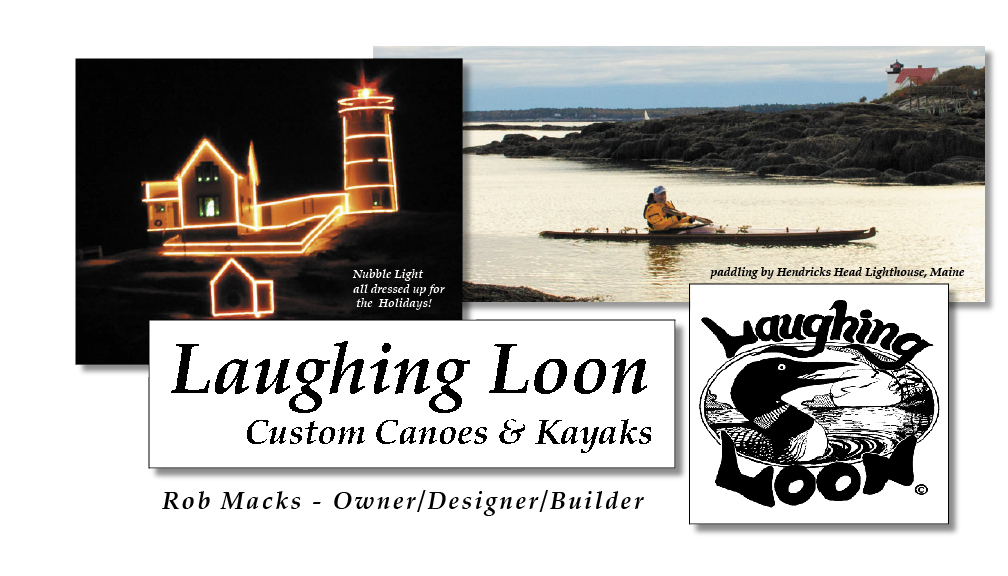 Nubble Light
all dressed up for
the Holidays!
paddling by Hendricks Head Lighthouse, Maine
Laughing Loon
Custom Canoes & Kayaks
Rob Macks - Owner/Designer/Builder
Laughing
Loon
©